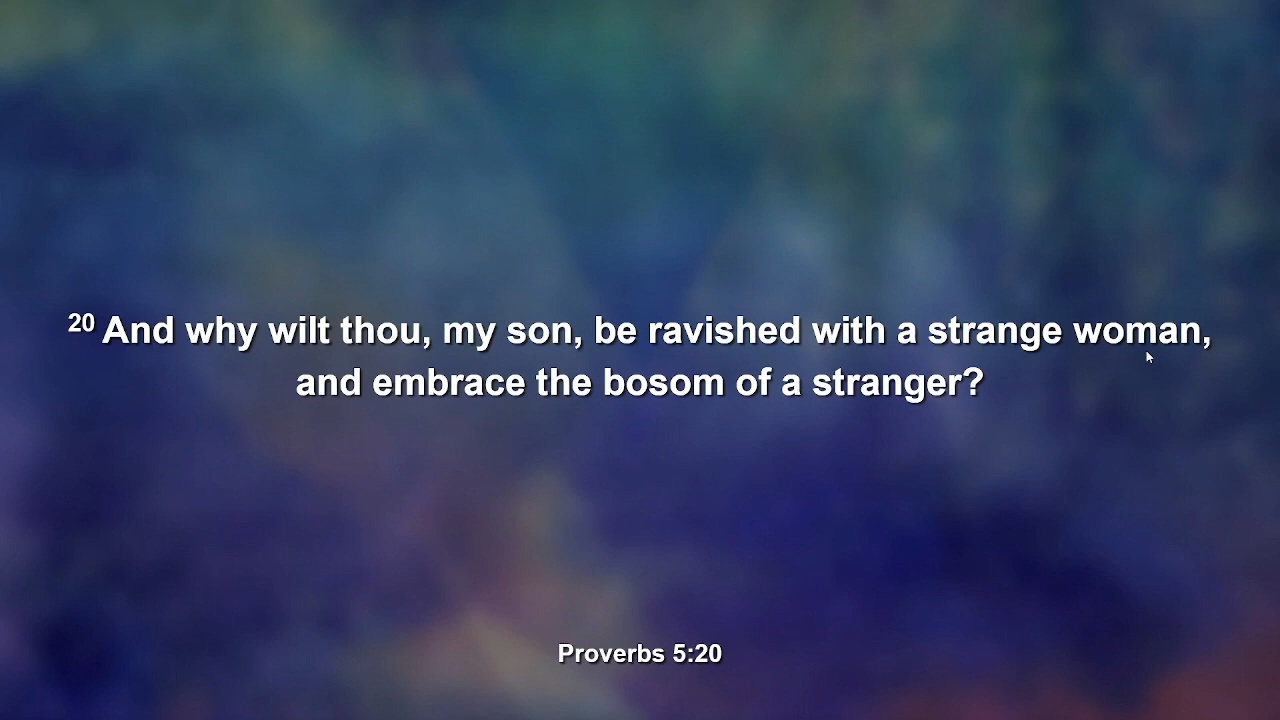 20 And why wilt thou, my son, be ravished with a strange woman,
and embrace the bosom of a stranger?
Proverbs 5:20